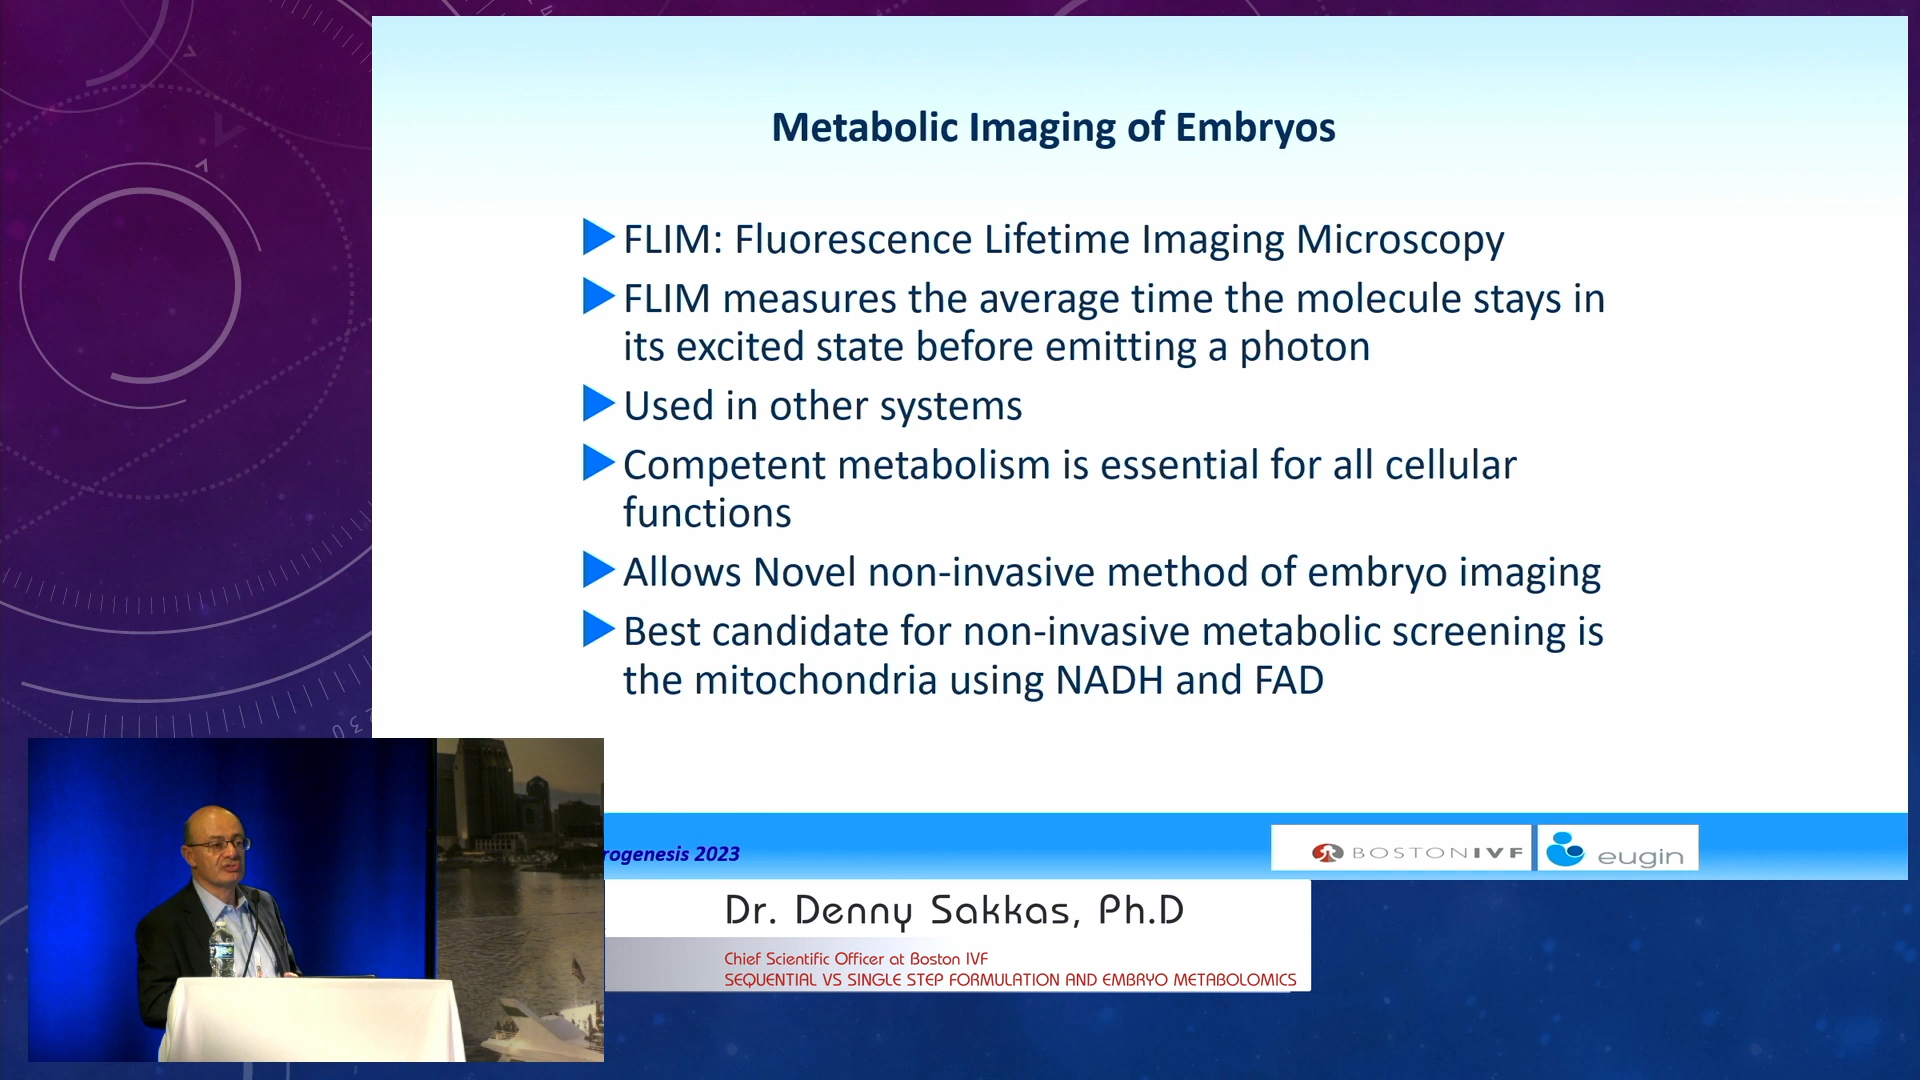 Metabolic Imaging of Embryos
FLIM: Fluorescence Lifetime Imaging Microscopy
FLIM measures the average time the molecule stays in
its excited state before emitting a photon
Used in other systems
Competent metabolism is essential for all cellular
functions
Allows Novel non-invasive method of embryo imaging
Best candidate for non-invasive metabolic screening is
the mitochondria using NADH and FAD
rogenesis 2023
BOSTONIVF
eugin
Dr. Denny Sakkas, Ph.D
Chief Scientific Officer at Boston IVF
SEQUENTIAL VS SINGLE STEP FORMULATION AND EMBRYO METABOLOMICS